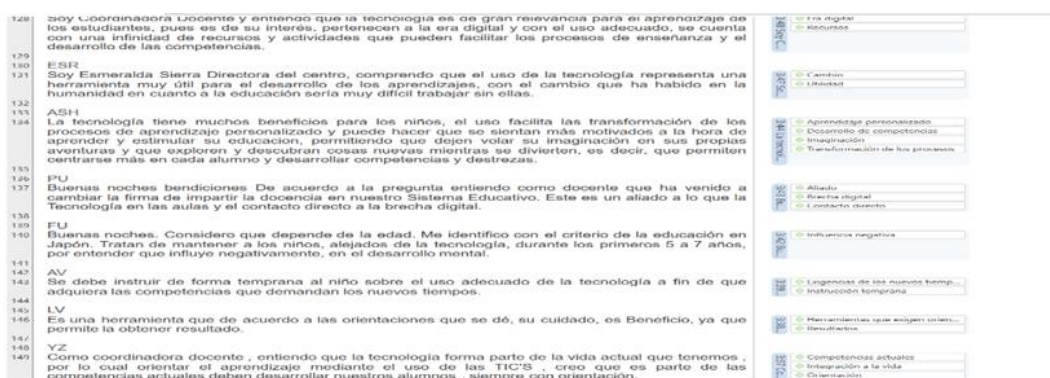 128 Soy Coordinadora Docente y entiendo que la tecnología es de gran relevancia para el aprendizaje de
los estudiantes, pues es de su interés, pertenecen a la era digital y con el uso adecuado, se cuenta
con una infinidad de recursos y actividades que pueden facilitar los procesos de enseñanza y el
desarrollo de las competencias.
Era digital
Recursos
129
130 ESR
131 Soy Esmeralda Sierra Directora del centro, comprendo que el uso de la tecnología representa una
herramienta muy útil para el desarrollo de los aprendizajes, con el cambio que ha habido en la
humanidad en cuanto a la educación sería muy difícil trabajar sin ellas.
Cambio
Utilidad
132
133 ASH
134 La tecnología tiene muchos beneficios para los niños, el uso facilita las transformación de los
procesos de aprendizaje personalizado y puede hacer que se sientan más motivados a la hora de
aprender y estimular su educacion, permitiendo que dejen volar su imaginación en sus propias
aventuras y que exploren y descubran cosas nuevas mientras se divierten, es decir, que permiten
centrarse más en cada alumno y desarrollar competencias y destrezas.
Aprendizaje personalizado
Desarrollo de competencias
Imaginación
Transformación de los procesos
135
136 PU
137 Buenas noches bendiciones De acuerdo a la pregunta entiendo como docente que ha venido a
cambiar la firma de impartir la docencia en nuestro Sistema Educativo. Este es un aliado a lo que la
Tecnología en las aulas y el contacto directo a la brecha digital.
Aliado
Brecha digital
Contacto directo
138
139 FU
140 Buenas noches. Considero que depende de la edad. Me identifico con el criterio de la educación en
Japón. Tratan de mantener a los niños, alejados de la tecnología, durante los primeros 5 a 7 años,
por entender que influye negativamente, en el desarrollo mental.
Influencia negativa
141
142 AV
143 Se debe instruir de forma temprana al niño sobre el uso adecuado de la tecnología a fin de que
adquiera las competencias que demandan los nuevos tiempos.
de los nuevos tiemp...
Instrucción temprana
144
145 LV
146 Es una herramienta que de acuerdo a las orientaciones que se dé, su cuidado, es Beneficio, ya que
permite la obtener resultado.
Herramientas que exigen orien...
Resultados
147
148 YZ
149 Como coordinadora docente , entiendo que la tecnología forma parte de la vida actual que tenemos ,
por lo cual orientar el aprendizaje mediante el uso de las TIC'S , creo que es parte de las
competencias actuales deben desarrollar nuestros alumnos , siempre con orientación.
Competencias actuales
Integración a la vida
Orientación